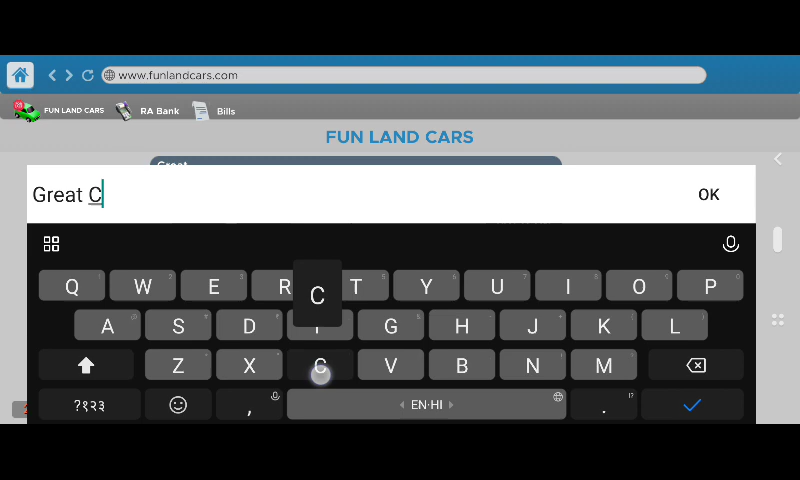 www.funlandcars.com
FUN LAND CARS
RA Bank
Bills
FUN LAND CARS
Great
Great C
OK
Q W E R T Y U I O P
C
A S D F G H J K L
Z X C V B N M
?१२३
,
EN·HI
.